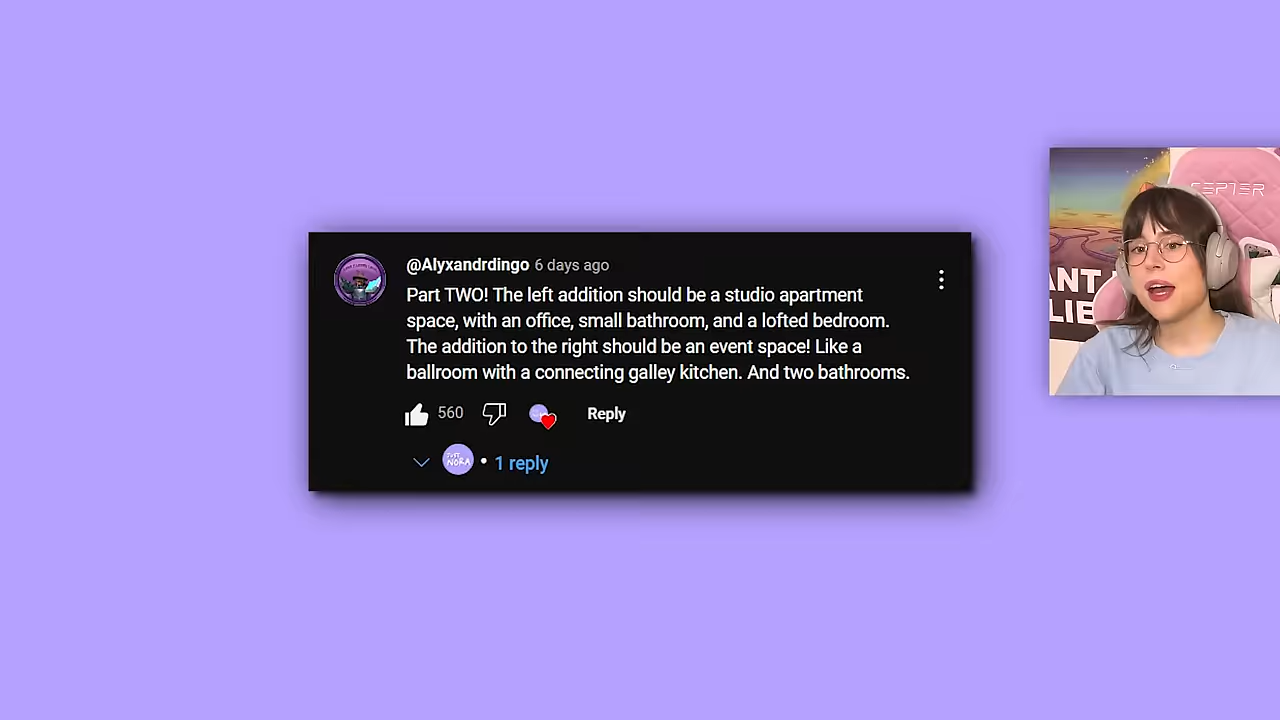 @Alyxandrdingo 6 days ago
Part TWO! The left addition should be a studio apartment
space, with an office, small bathroom, and a lofted bedroom.
The addition to the right should be an event space! Like a
ballroom with a connecting galley kitchen. And two bathrooms.
560 Reply
JUST
NORA
• 1 reply